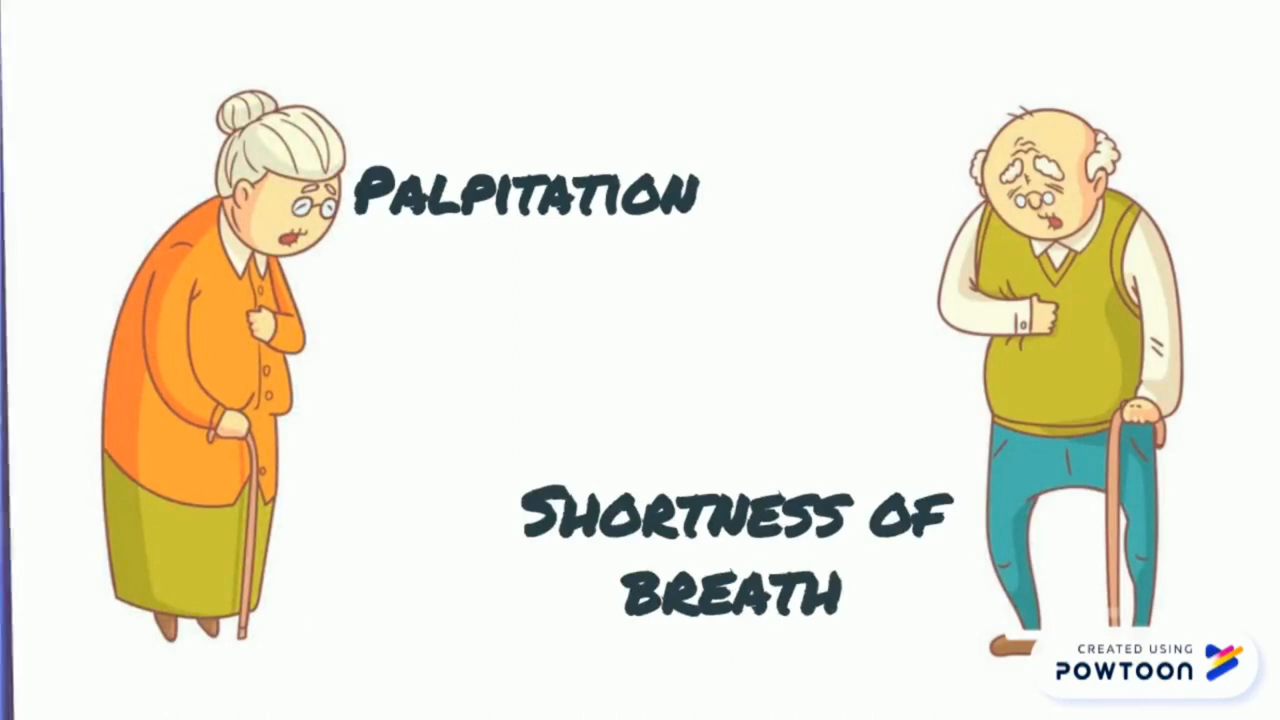 Palpitation
Shortness of
breath
CREATED USING
POWTOON